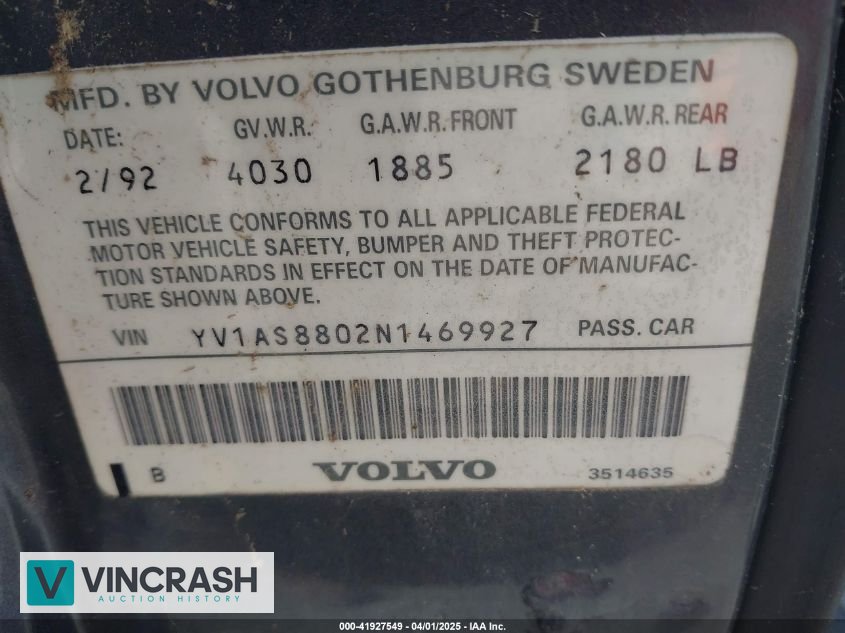 MFD. BY VOLVO GOTHENBURG SWEDEN
DATE: GV.W.R. G.A.W.R. FRONT G.A.W.R. REAR
2/92 4030 1885 2180 LB
THIS VEHICLE CONFORMS TO ALL APPLICABLE FEDERAL
MOTOR VEHICLE SAFETY, BUMPER AND THEFT PROTEC-
TION STANDARDS IN EFFECT ON THE DATE OF MANUFAC-
TURE SHOWN ABOVE.
VIN YV1AS8802N1469927 PASS. CAR
B VOLVO 3514635
V VINCRASH
AUCTION HISTORY
000-41927549 - 04/01/2025 - IAA Inc.